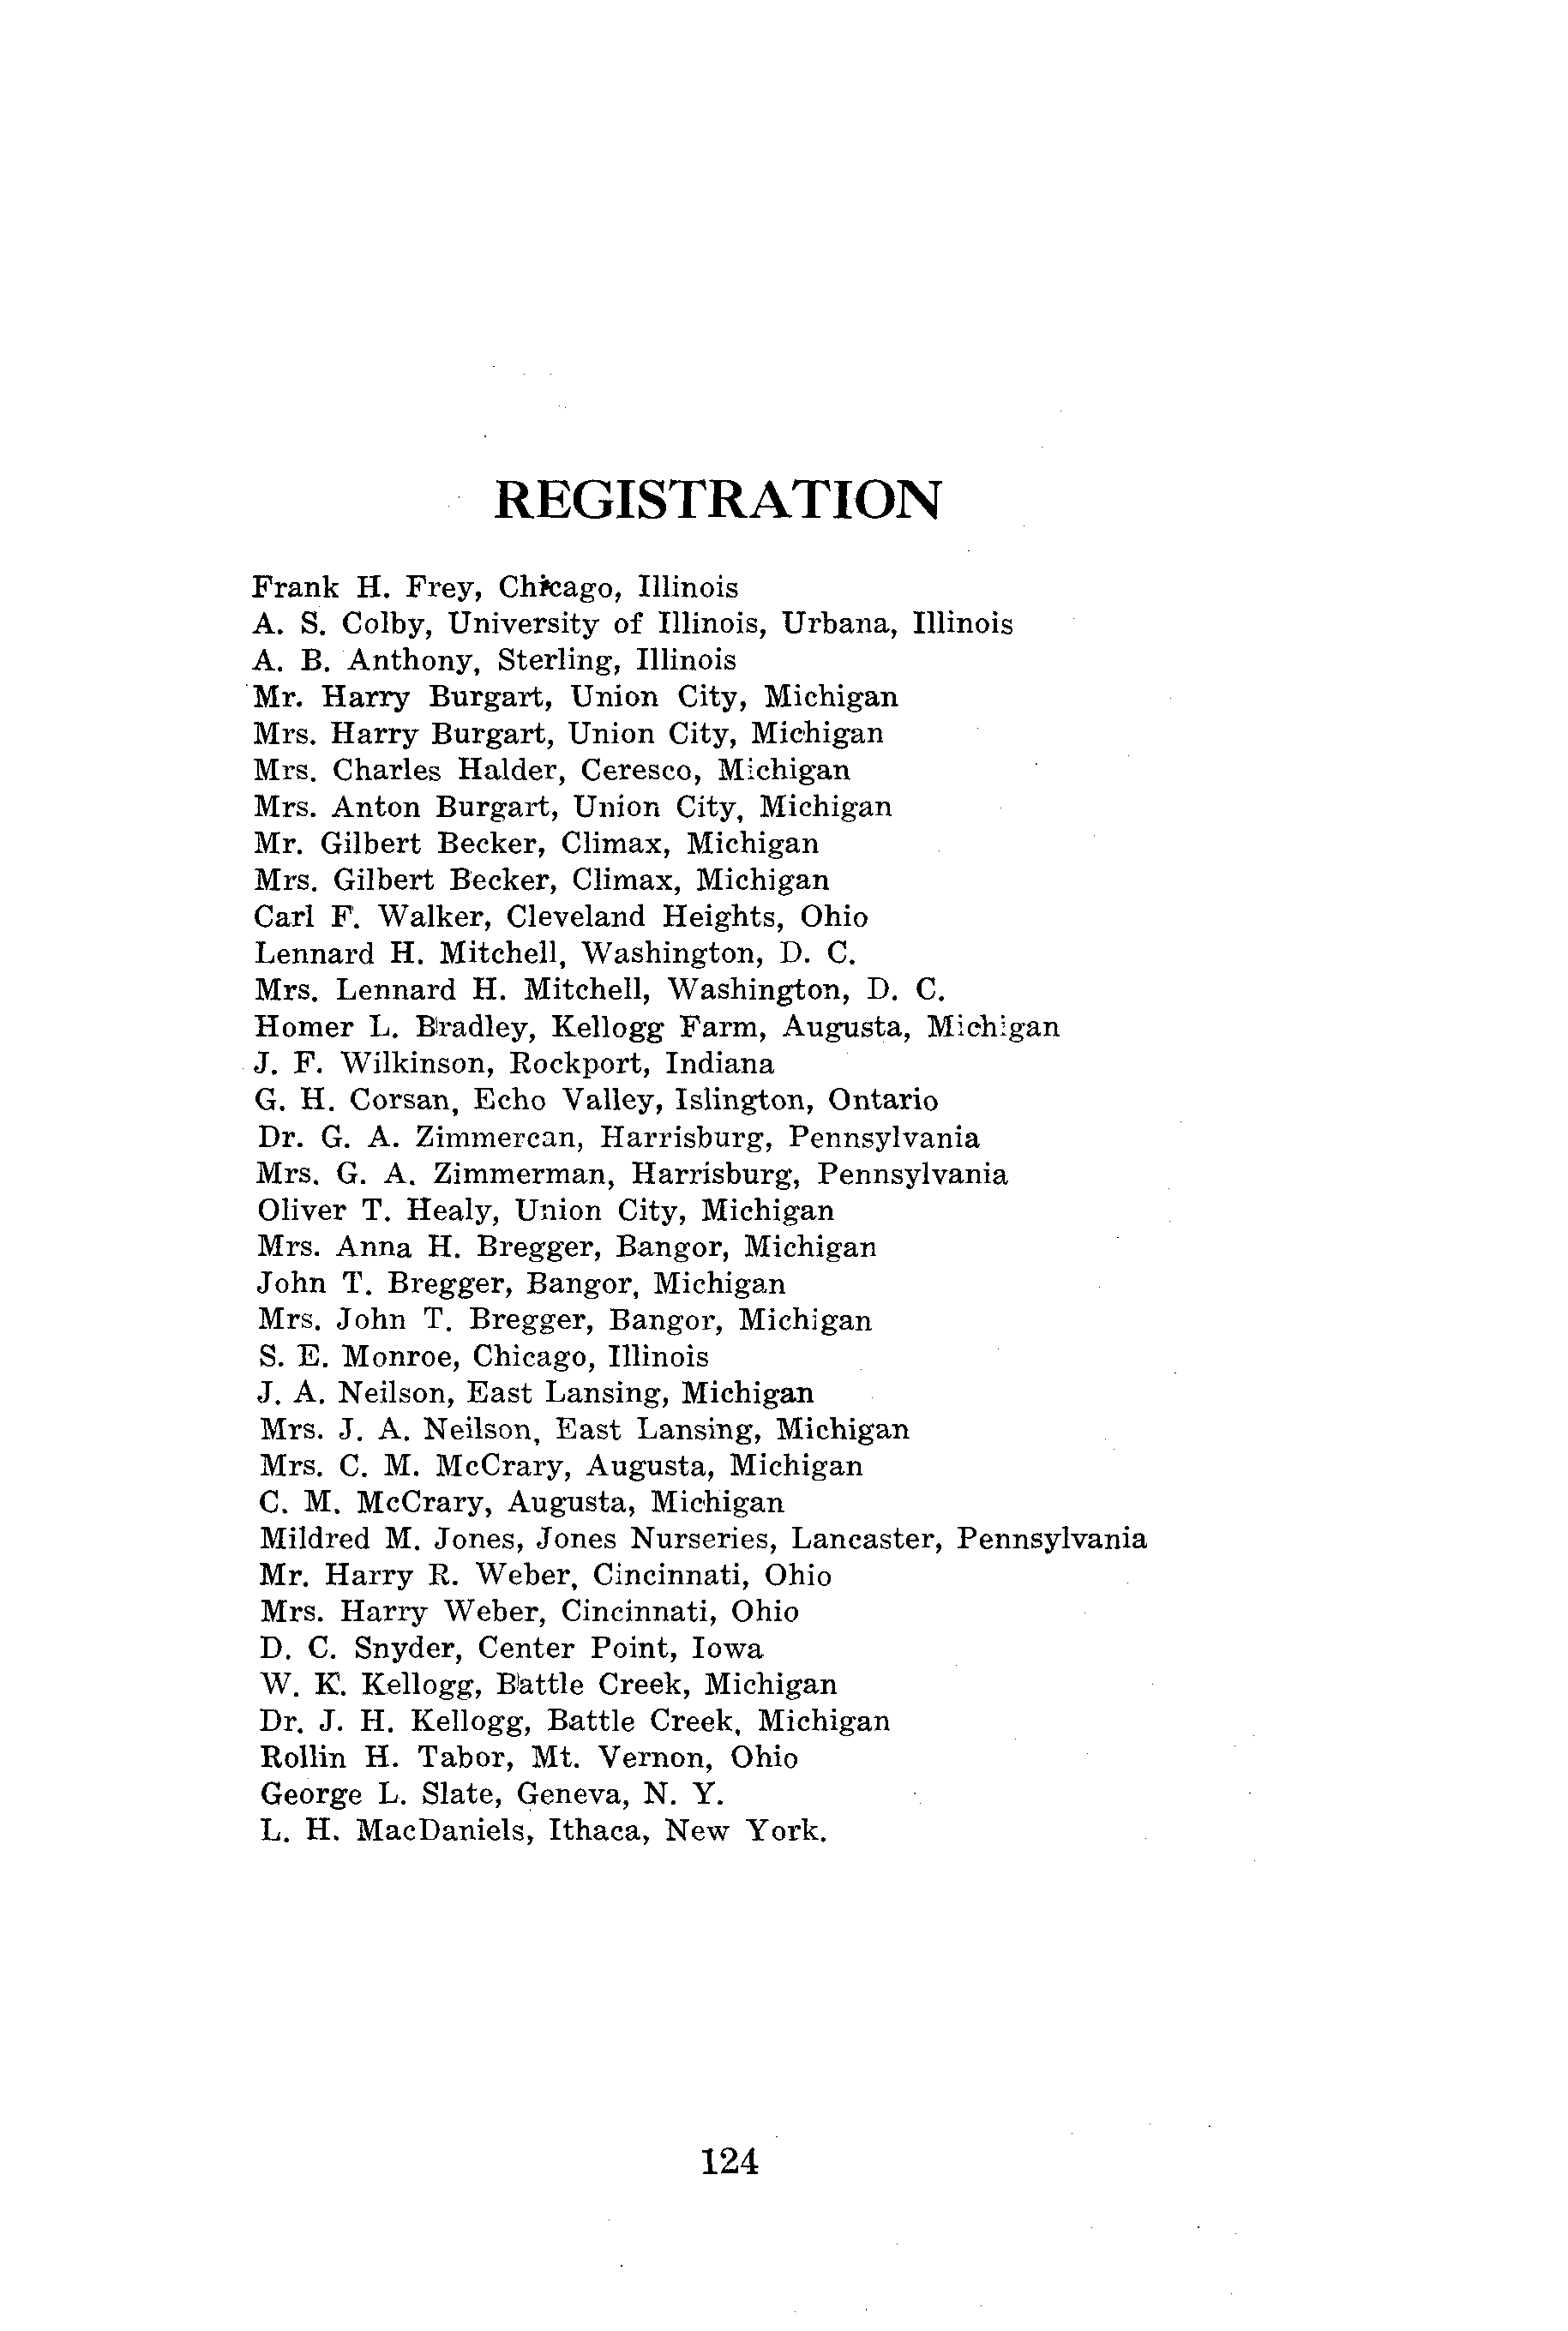 REGISTRATION
Frank H. Frey, Chicago, Illinois
A. S. Colby, University of Illinois, Urbana, Illinois
A. B. Anthony, Sterling, Illinois
Mr. Harry Burgart, Union City, Michigan
Mrs. Harry Burgart, Union City, Michigan
Mrs. Charles Halder, Ceresco, Michigan
Mrs. Anton Burgart, Union City, Michigan
Mr. Gilbert Becker, Climax, Michigan
Mrs. Gilbert Becker, Climax, Michigan
Carl F. Walker, Cleveland Heights, Ohio
Lennard H. Mitchell, Washington, D. C.
Mrs. Lennard H. Mitchell, Washington, D. C.
Homer L. Bradley, Kellogg Farm, Augusta, Michigan
J. F. Wilkinson, Rockport, Indiana
G. H. Corsan, Echo Valley, Islington, Ontario
Dr. G. A. Zimmercan, Harrisburg, Pennsylvania
Mrs. G. A. Zimmerman, Harrisburg, Pennsylvania
Oliver T. Healy, Union City, Michigan
Mrs. Anna H. Bregger, Bangor, Michigan
John T. Bregger, Bangor, Michigan
Mrs. John T. Bregger, Bangor, Michigan
S. E. Monroe, Chicago, Illinois
J. A. Neilson, East Lansing, Michigan
Mrs. J. A. Neilson, East Lansing, Michigan
Mrs. C. M. McCrary, Augusta, Michigan
C. M. McCrary, Augusta, Michigan
Mildred M. Jones, Jones Nurseries, Lancaster, Pennsylvania
Mr. Harry R. Weber, Cincinnati, Ohio
Mrs. Harry Weber, Cincinnati, Ohio
D. C. Snyder, Center Point, Iowa
W. K. Kellogg, Battle Creek, Michigan
Dr. J. H. Kellogg, Battle Creek, Michigan
Rollin H. Tabor, Mt. Vernon, Ohio
George L. Slate, Geneva, N. Y.
L. H. MacDaniels, Ithaca, New York.
124